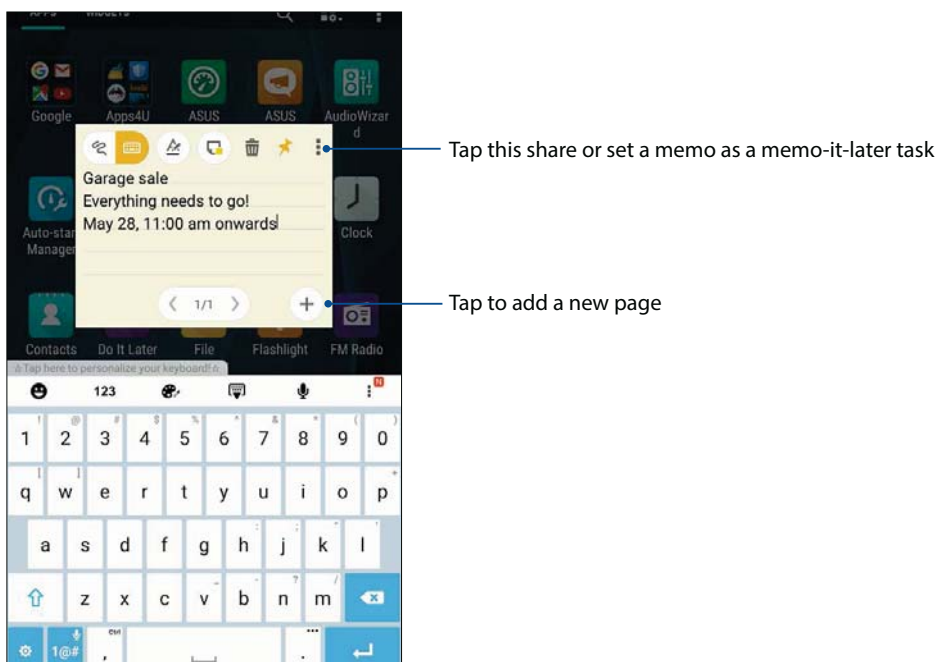 APPS WIDGETS
Google Apps4U ASUS ASUS AudioWizar
d
Tap this share or set a memo as a memo-it-later task
Garage sale
Everything needs to go!
May 28, 11:00 am onwards
Auto-star
Manager
Clock
1/1
Tap to add a new page
Contacts Do It Later File Flashlight FM Radio
Tap here to personalize your keyboard!
123
N
! @ # $ % ^ & * ( )
1 2 3 4 5 6 7 8 9 0
[ ] +
q w e r t y u i o p
: ; " '
a s d f g h j k l
_ - ? /
z x c v b n m
Ctrl
1@# , .